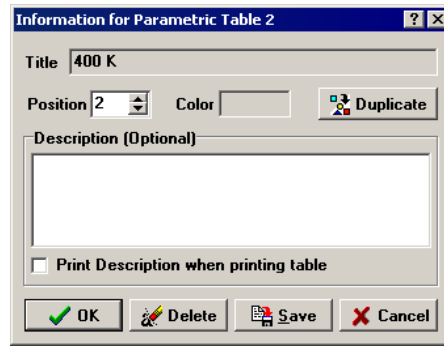 Information for Parametric Table 2
Title 400 K
Position 2 Color Duplicate
Description (Optional)
Print Description when printing table
OK Delete Save Cancel